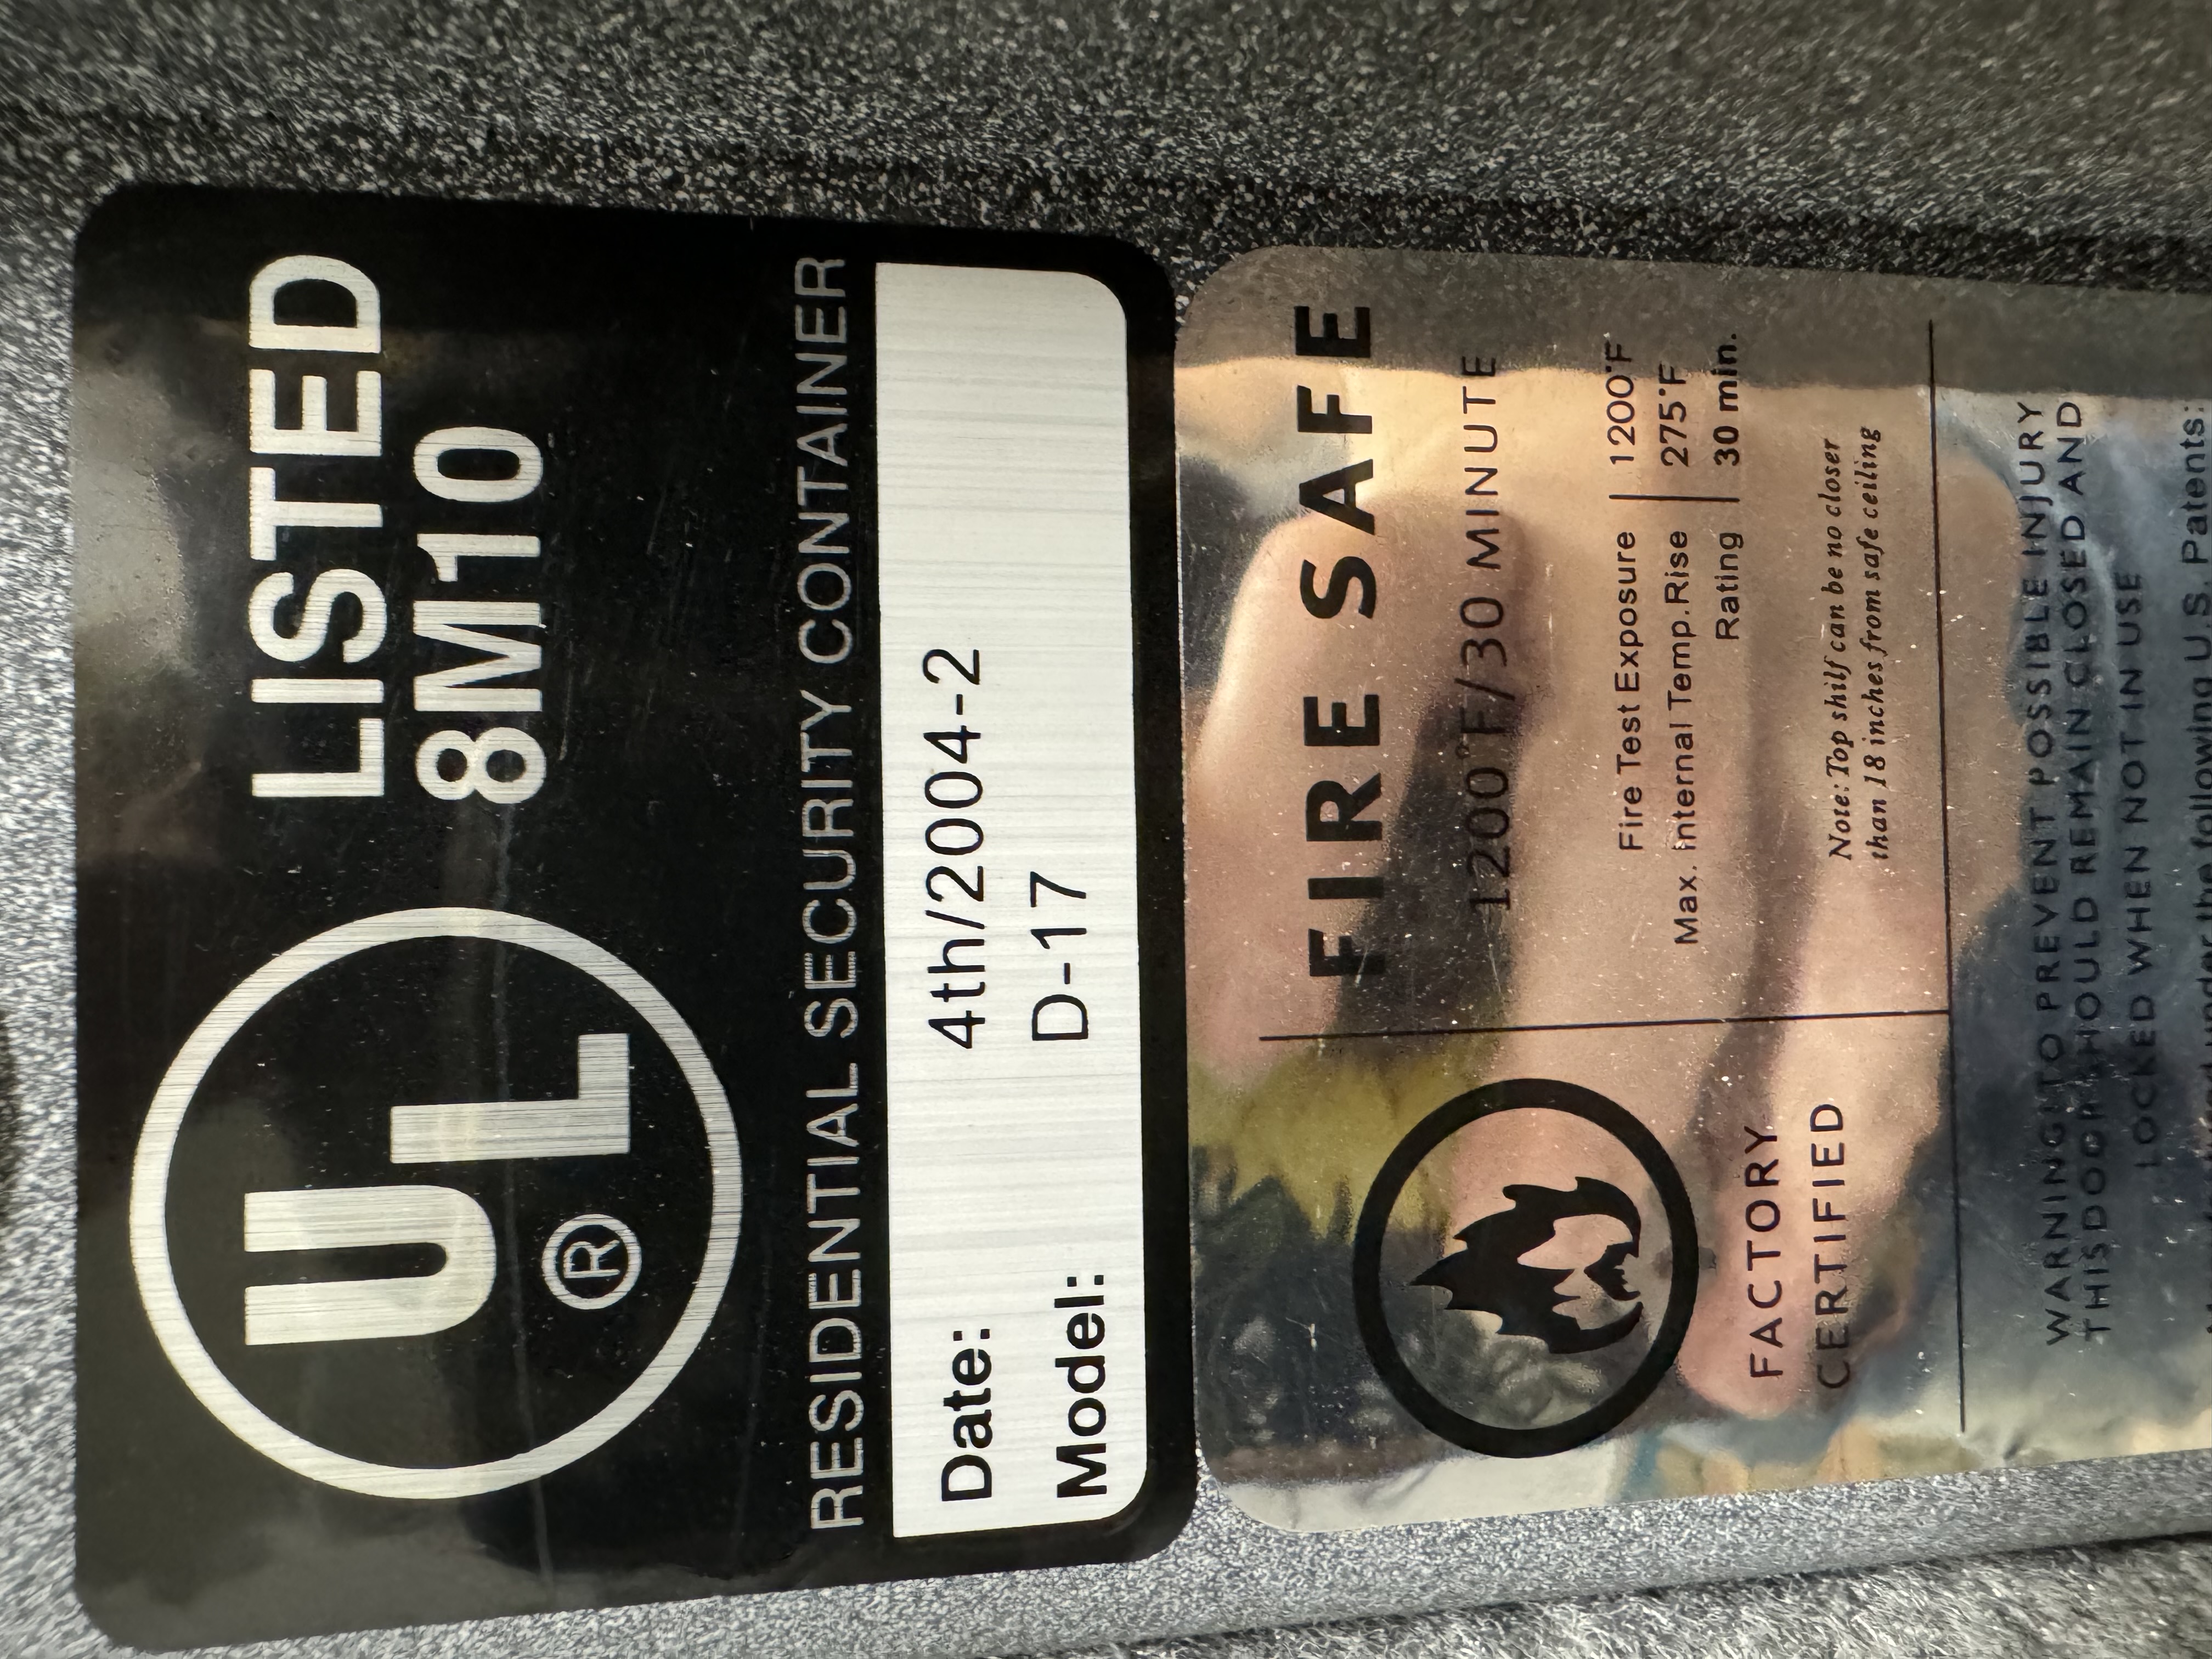 UL
®
LISTED
8M10
RESIDENTIAL SECURITY CONTAINER
Date: 4th/2004-2
Model: D-17
FACTORY
CERTIFIED
FIRE SAFE
1200°F/30 MINUTE
Fire Test Exposure | 1200°F
Max. Internal Temp.Rise 275°F
Rating | 30 min.
Note: Top shilf can be no closer
than 18 inches from safe ceiling
WARNING: TO PREVENT POSSIBLE INJURY
THIS DOOR SHOULD REMAIN CLOSED AND
LOCKED WHEN NOT IN USE
the following U.S. Patents: